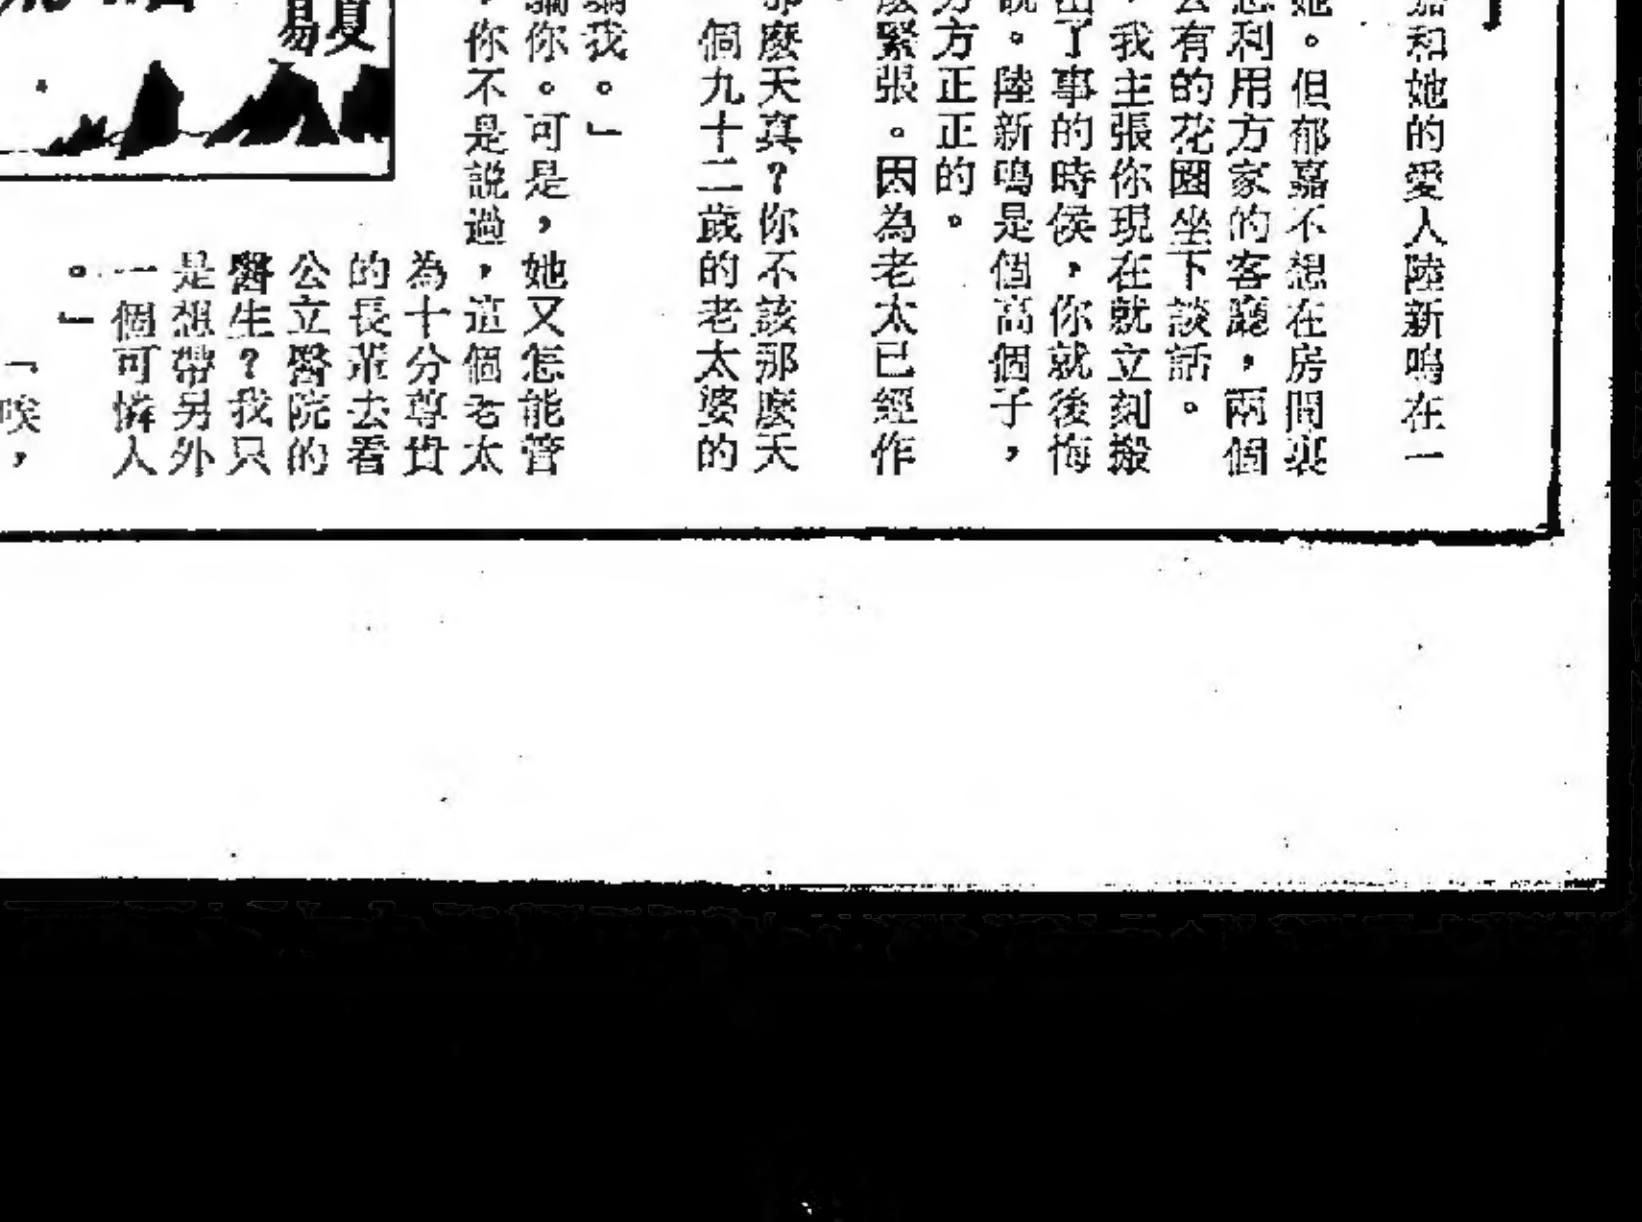 和她的愛人陸新鳴在一
她。但郁嘉不想在房間裏
利用方家的客廳，兩個
有的花園坐下談話。
，我主張你現在就立刻搬
出了事的時侯，你就後悔
說。陸新鳴是個高個子，
方方正正的。
麼緊張。因為老太已經作
那麼天真？你不該那麼天
個九十二歲的老太婆的
騙我。」
騙你。可是，她又怎能管
，你不是説過，這個老太
為十分尊貴
的長輩去看
公立醫院的
醫生？我只
是想帶另外
一個可憐人
。」
「唉，
夏
易